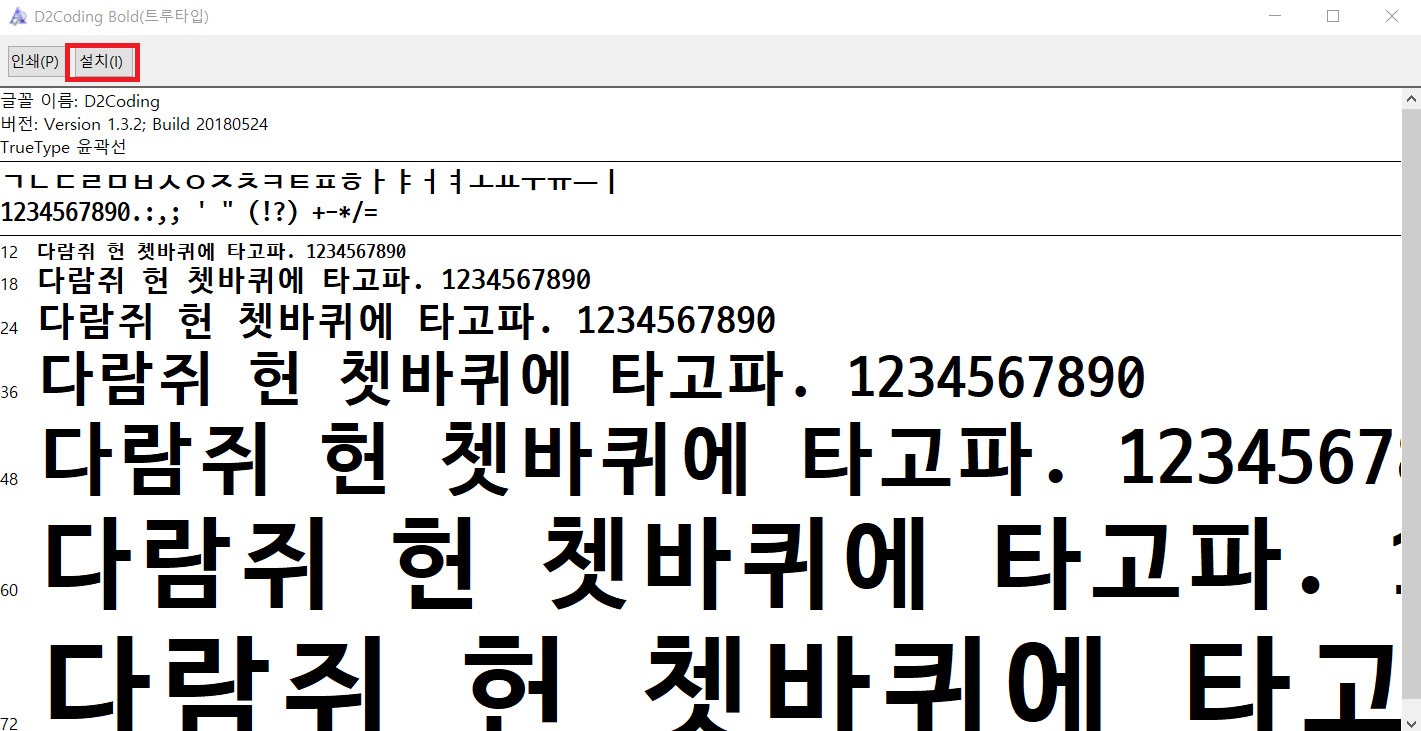 D2Coding Bold(트루타입)
인쇄(P) 설치(I)
글꼴 이름: D2Coding
버전: Version 1.3.2; Build 20180524
TrueType 윤곽선
ㄱㄴㄷㄹㅁㅂㅅㅇㅈㅊㅋㅌㅍㅎㅏㅑㅓㅕㅗㅛㅜㅠㅡㅣ
1234567890.:,; ' " (!?) +-*/=
12 다람쥐 헌 쳇바퀴에 타고파. 1234567890
18 다람쥐 헌 쳇바퀴에 타고파. 1234567890
24 다람쥐 헌 쳇바퀴에 타고파. 1234567890
36 다람쥐 헌 쳇바퀴에 타고파. 1234567890
48 다람쥐 헌 쳇바퀴에 타고파. 12345678
60 다람쥐 헌 쳇바퀴에 타고파. 1
72 다람쥐 헌 쳇바퀴에 타고